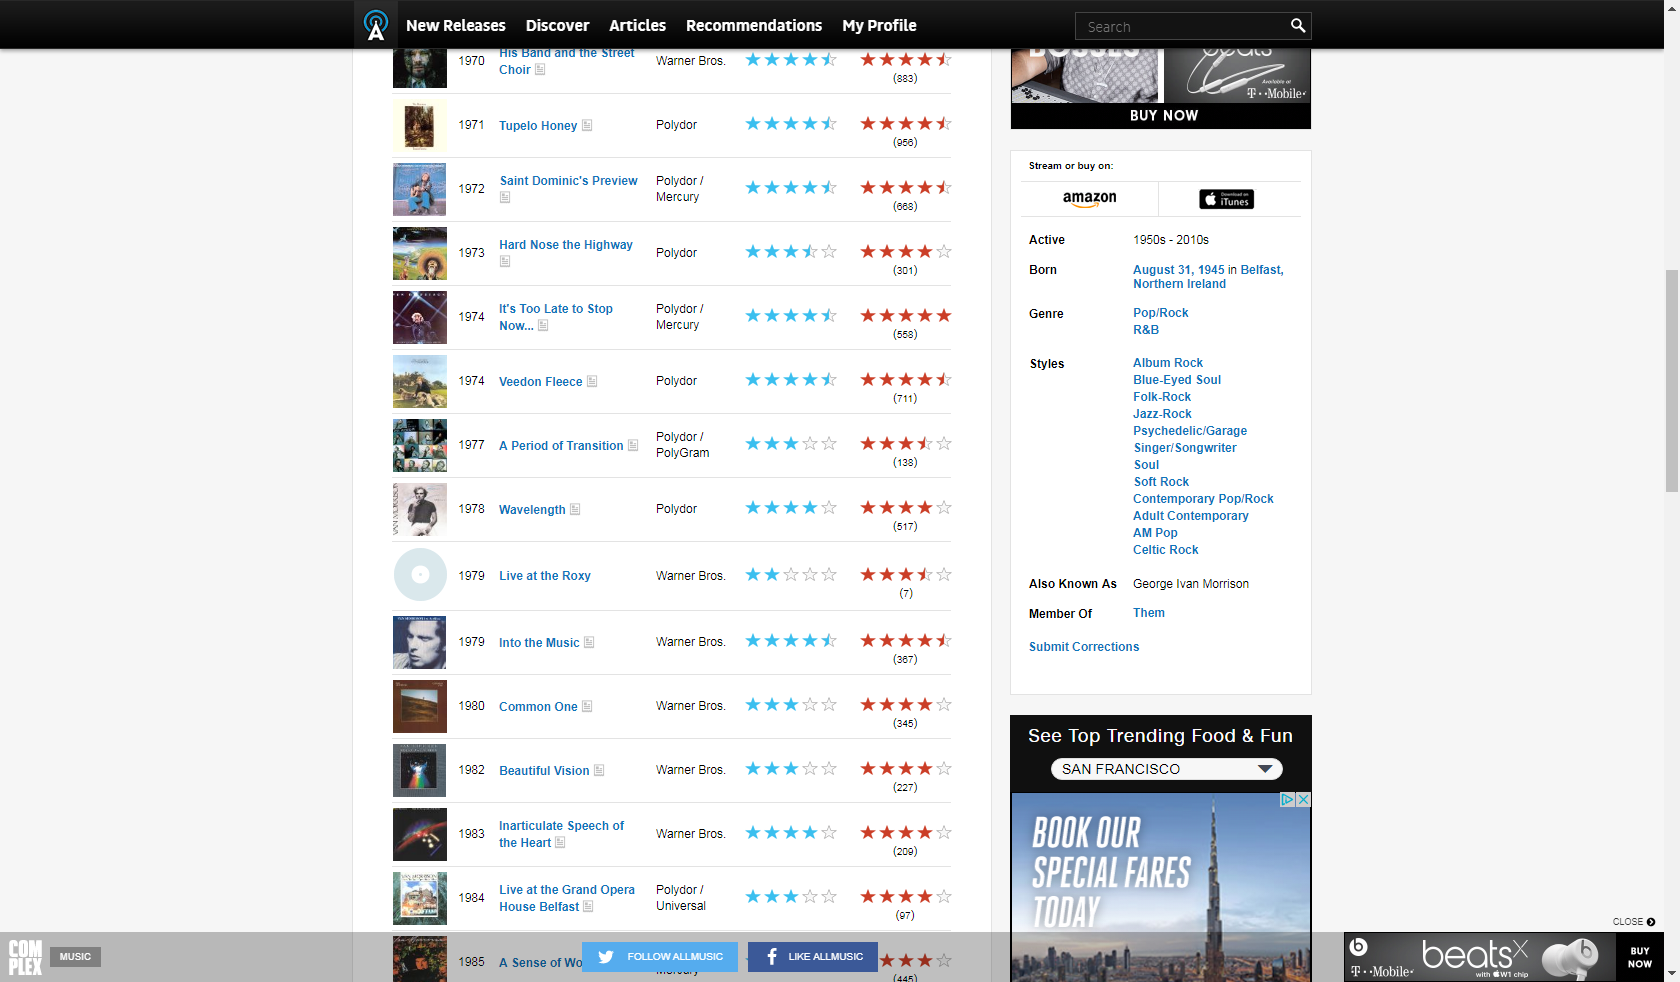 New Releases
Discover
Articles
Recommendations
My Profile
Search
1970
His Band and the Street
Choir
Warner Bros.
(883)
1971
Tupelo Honey
Polydor
(956)
1972
Saint Dominic's Preview
Polydor /
Mercury
(668)
1973
Hard Nose the Highway
Polydor
(301)
1974
It's Too Late to Stop
Now...
Polydor /
Mercury
(558)
1974
Veedon Fleece
Polydor
(711)
1977
A Period of Transition
Polydor /
PolyGram
(138)
1978
Wavelength
Polydor
(517)
1979
Live at the Roxy
Warner Bros.
(7)
1979
Into the Music
Warner Bros.
(367)
1980
Common One
Warner Bros.
(345)
1982
Beautiful Vision
Warner Bros.
(227)
1983
Inarticulate Speech of
the Heart
Warner Bros.
(209)
1984
Live at the Grand Opera
House Belfast
Polydor /
Universal
(97)
1985
A Sense of Wo
(445)
beats
Available at
T··Mobile
BUY NOW
Stream or buy on:
amazon
Download on
iTunes
Active
1950s - 2010s
Born
August 31, 1945 in Belfast,
Northern Ireland
Genre
Pop/Rock
R&B
Styles
Album Rock
Blue-Eyed Soul
Folk-Rock
Jazz-Rock
Psychedelic/Garage
Singer/Songwriter
Soul
Soft Rock
Contemporary Pop/Rock
Adult Contemporary
AM Pop
Celtic Rock
Also Known As
George Ivan Morrison
Member Of
Them
Submit Corrections
See Top Trending Food & Fun
SAN FRANCISCO
BOOK OUR
SPECIAL FARES
TODAY
CLOSE
COM
PLEX
MUSIC
FOLLOW ALLMUSIC
LIKE ALLMUSIC
T··Mobile
beatsX
with W1 chip
BUY
NOW